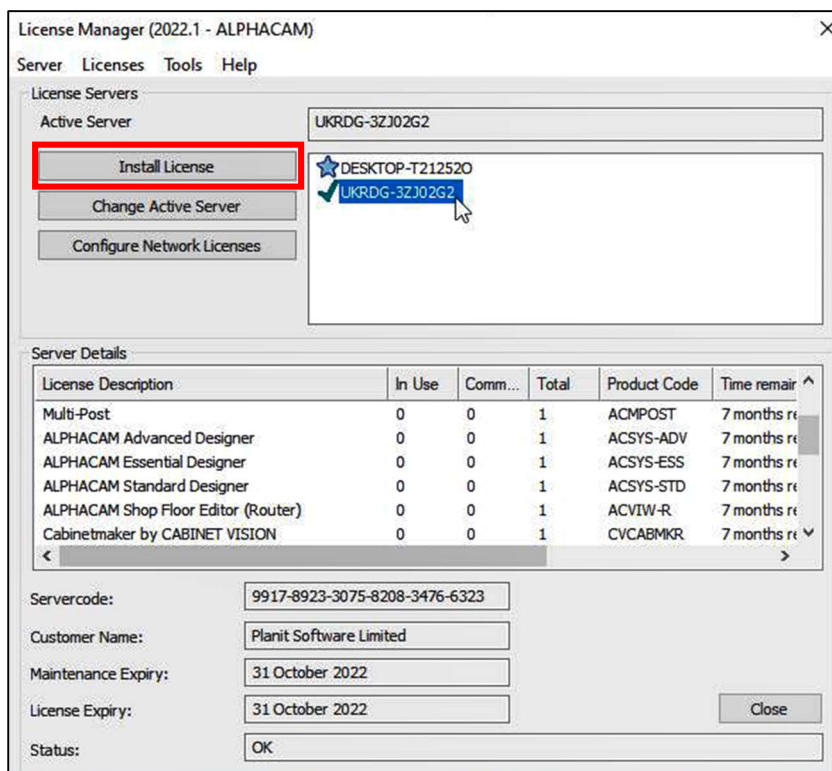 License Manager (2022.1 - ALPHACAM)
Server Licenses Tools Help
License Servers
Active Server UKRDG-3ZJ02G2
Install License
DESKTOP-T21252O
Change Active Server
UKRDG-3ZJ02G2
Configure Network Licenses
Server Details
License Description In Use Comm... Total Product Code Time remair
Multi-Post 0 0 1 ACMPOST 7 months re
ALPHACAM Advanced Designer 0 0 1 ACSYS-ADV 7 months re
ALPHACAM Essential Designer 0 0 1 ACSYS-ESS 7 months re
ALPHACAM Standard Designer 0 0 1 ACSYS-STD 7 months re
ALPHACAM Shop Floor Editor (Router) 0 0 1 ACVIW-R 7 months re
Cabinetmaker by CABINET VISION 0 0 1 CVCABMKR 7 months re
Servercode: 9917-8923-3075-8208-3476-6323
Customer Name: Planit Software Limited
Maintenance Expiry: 31 October 2022
License Expiry: 31 October 2022
Close
Status: OK